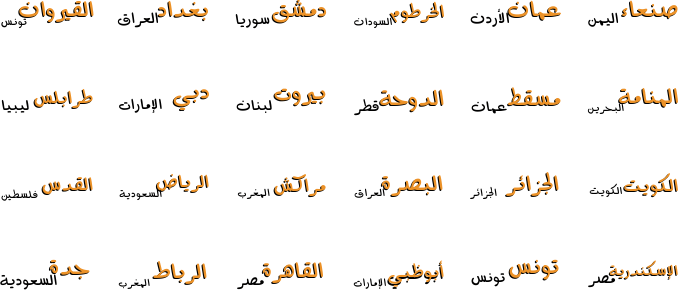 صنعاء اليمن عمان الأردن الخرطوم السودان دمشق سوريا بغداد العراق القيروان تونس
المنامة البحرين مسقط عمان الدوحة قطر بيروت لبنان دبي الإمارات طرابلس ليبيا
الكويت الكويت الجزائر الجزائر البصرة العراق مراكش المغرب الرياض السعودية القدس فلسطين
الإسكندرية مصر تونس تونس أبوظبي الإمارات القاهرة مصر الرباط المغرب جدة السعودية